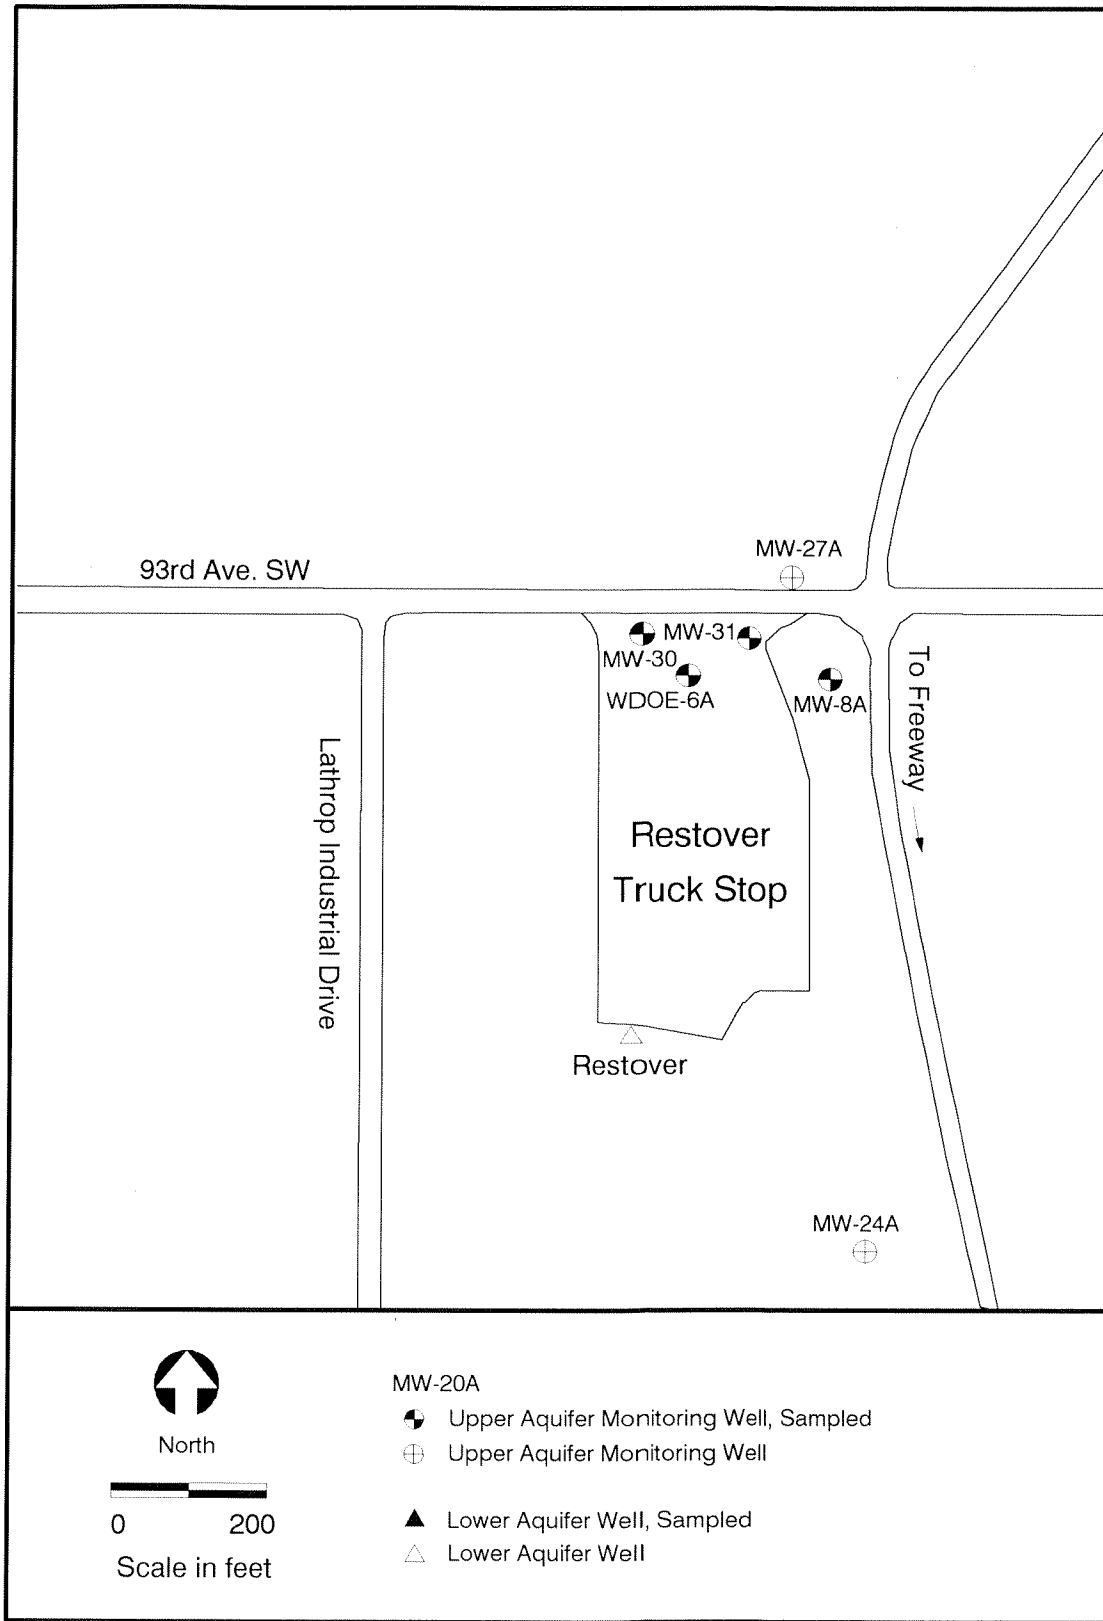 MW-27A
93rd Ave. SW
MW-31
MW-30
WDOE-6A
MW-8A
To Freeway
Lathrop Industrial Drive
Restover
Truck Stop
Restover
MW-24A
MW-20A
Upper Aquifer Monitoring Well, Sampled
Upper Aquifer Monitoring Well
North
0 200
Scale in feet
Lower Aquifer Well, Sampled
Lower Aquifer Well